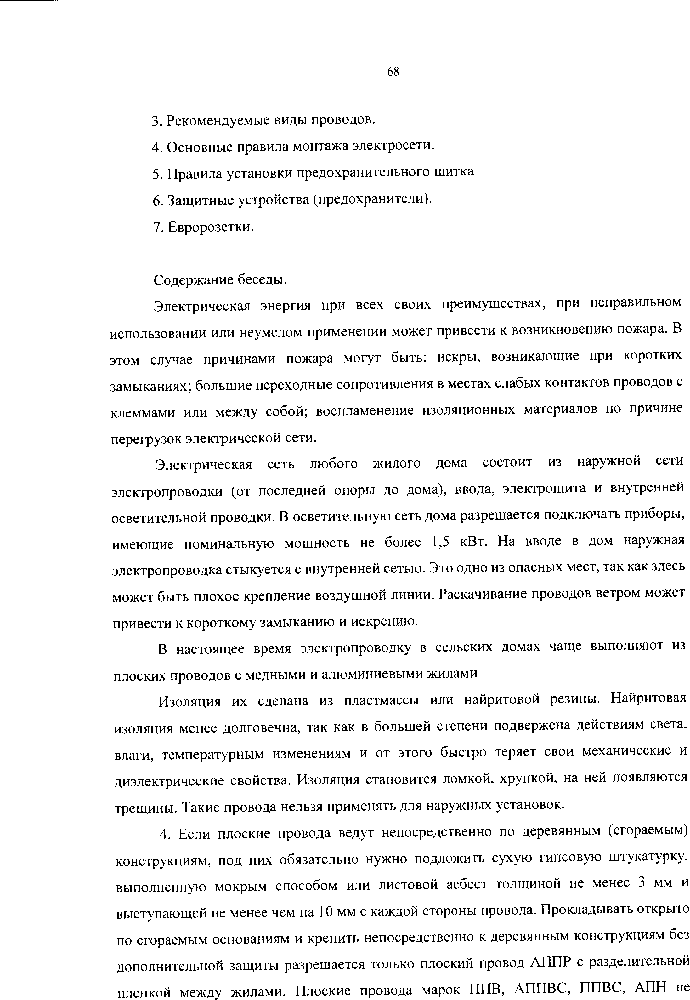 68
3. Рекомендуемые виды проводов.
4. Основные правила монтажа электросети.
5. Правила установки предохранительного щитка
6. Защитные устройства (предохранители).
7. Евророзетки.
Содержание беседы.
Электрическая энергия при всех своих преимуществах, при неправильном
использовании или неумелом применении может привести к возникновению пожара. В
этом случае причинами пожара могут быть: искры, возникающие при коротких
замыканиях; большие переходные сопротивления в местах слабых контактов проводов с
клеммами или между собой; воспламенение изоляционных материалов по причине
перегрузок электрической сети.
Электрическая сеть любого жилого дома состоит из наружной сети
электропроводки (от последней опоры до дома), ввода, электрощита и внутренней
осветительной проводки. В осветительную сеть дома разрешается подключать приборы,
имеющие номинальную мощность не более 1,5 кВт. На вводе в дом наружная
электропроводка стыкуется с внутренней сетью. Это одно из опасных мест, так как здесь
может быть плохое крепление воздушной линии. Раскачивание проводов ветром может
привести к короткому замыканию и искрению.
В настоящее время электропроводку в сельских домах чаще выполняют из
плоских проводов с медными и алюминиевыми жилами
Изоляция их сделана из пластмассы или найритовой резины. Найритовая
изоляция менее долговечна, так как в большей степени подвержена действиям света,
влаги, температурным изменениям и от этого быстро теряет свои механические и
диэлектрические свойства. Изоляция становится ломкой, хрупкой, на ней появляются
трещины. Такие провода нельзя применять для наружных установок.
4. Если плоские провода ведут непосредственно по деревянным (сгораемым)
конструкциям, под них обязательно нужно подложить сухую гипсовую штукатурку,
выполненную мокрым способом или листовой асбест толщиной не менее 3 мм и
выступающей не менее чем на 10 мм с каждой стороны провода. Прокладывать открыто
по сгораемым основаниям и крепить непосредственно к деревянным конструкциям без
дополнительной защиты разрешается только плоский провод АППР с разделительной
пленкой между жилами. Плоские провода марок ППВ, АППВС, ППВС, АПН не